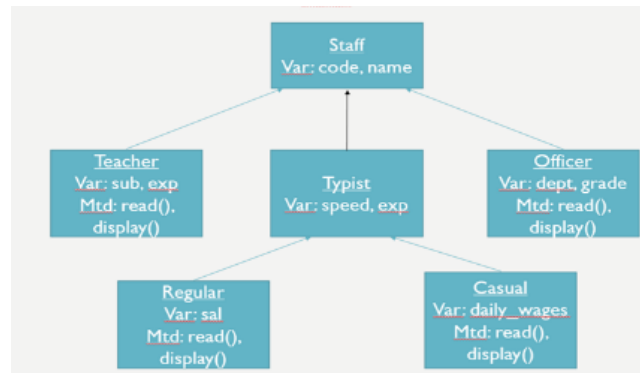 Staff
Var: code, name
Teacher
Var: sub, exp
Mtd: read(),
display()
Typist
Var: speed, exp
Officer
Var: dept, grade
Mtd: read(),
display()
Regular
Var: sal
Mtd: read(),
display()
Casual
Var: daily_wages
Mtd: read(),
display()